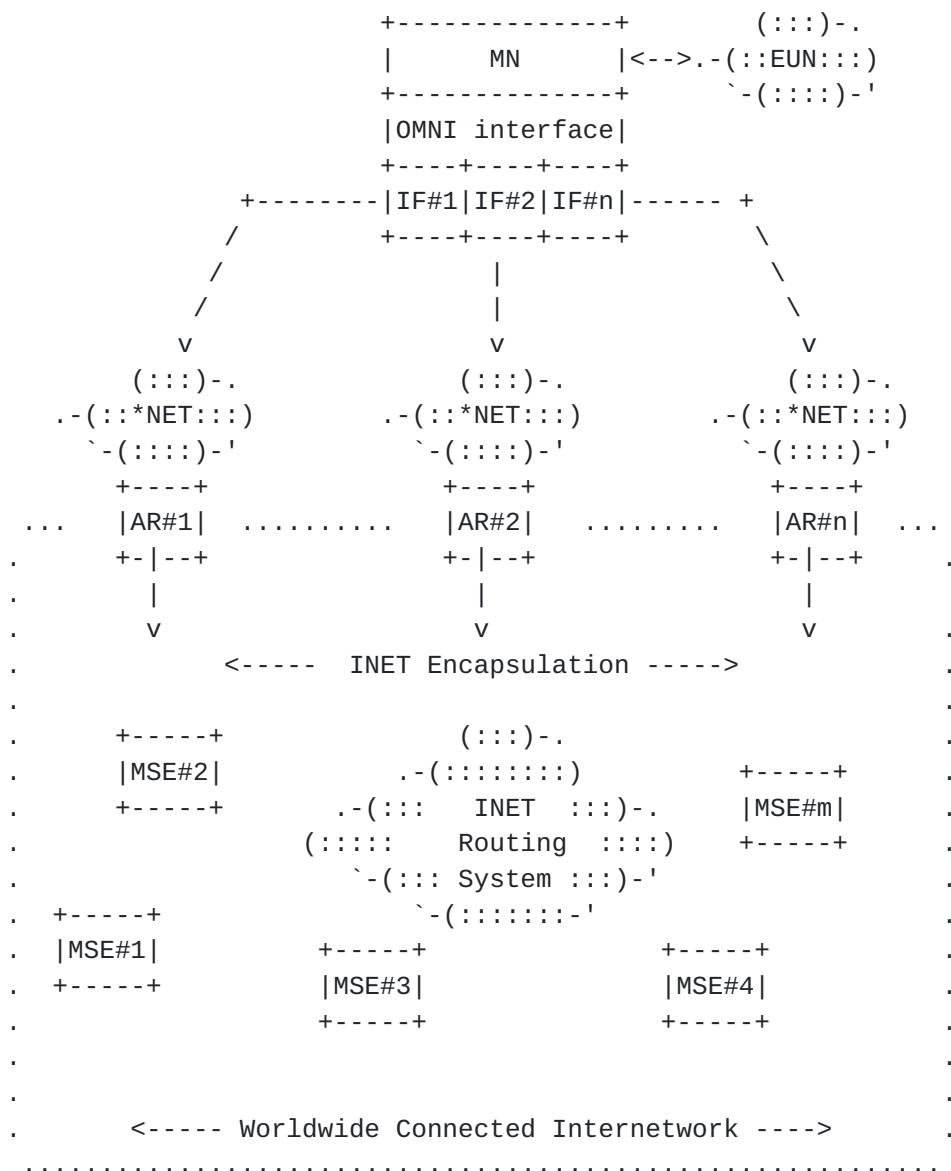 +--------------+        (:::)-.
                        |      MN      |<-->.-(::EUN:::)
                        +--------------+      `-(::::)-'
                        |OMNI interface|
                        +----+----+----+
               +--------|IF#1|IF#2|IF#n|------ +
              /         +----+----+----+        \
             /                 |                 \
            /                  |                  \
           v                   v                   v
        (:::)-.              (:::)-.              (:::)-.
   .-(::*NET:::)        .-(::*NET:::)        .-(::*NET:::)
     `-(::::)-'           `-(::::)-'           `-(::::)-'
       +----+               +----+               +----+
 ...   |AR#1|  ..........   |AR#2|   .........   |AR#n|  ...
.      +-|--+               +-|--+               +-|--+     .
.        |                    |                    |
.        v                    v                    v        .
.             <-----  INET Encapsulation ----->             .
.                                                           .
.      +-----+               (:::)-.                        .
.      |MSE#2|           .-(::::::::)          +-----+      .
.      +-----+       .-(:::   INET  :::)-.     |MSE#m|      .
.                  (:::::    Routing  ::::)    +-----+      .
.                     `-(::: System :::)-'                  .
.  +-----+                `-(:::::::-'                      .
.  |MSE#1|          +-----+               +-----+           .
.  +-----+          |MSE#3|               |MSE#4|           .
.                   +-----+               +-----+           .
.                                                           .
.                                                           .
.       <----- Worldwide Connected Internetwork ---->       .
 ...........................................................